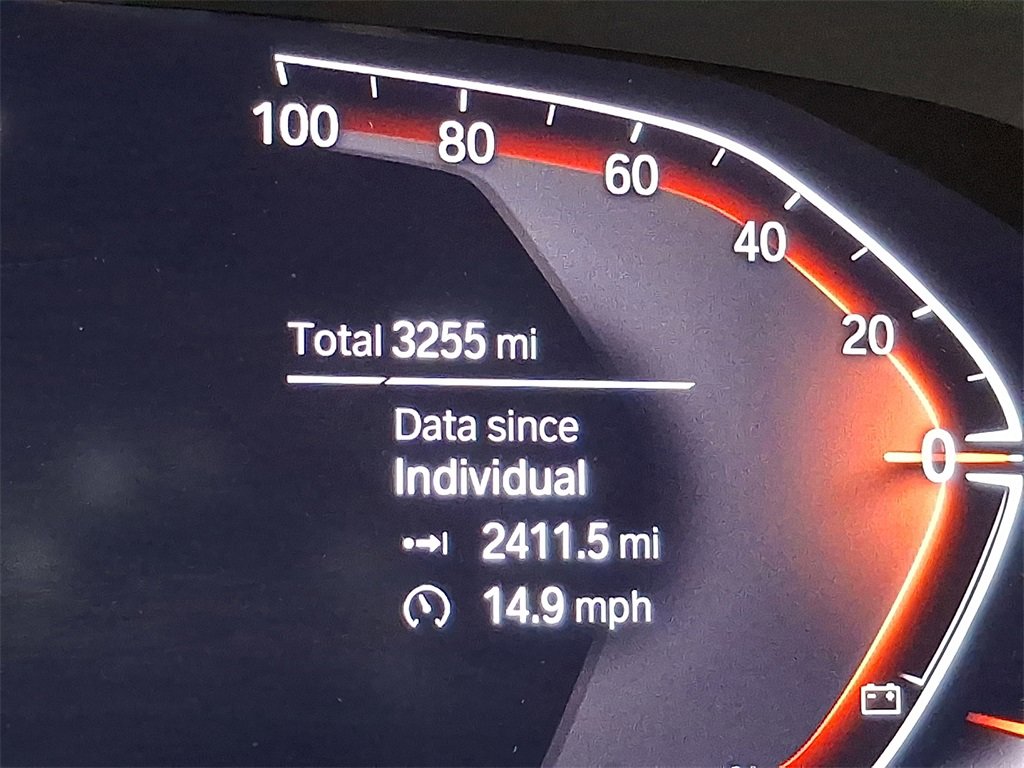 100
80
60
40
20
0
Total 3255 mi
Data since
Individual
2411.5 mi
14.9 mph